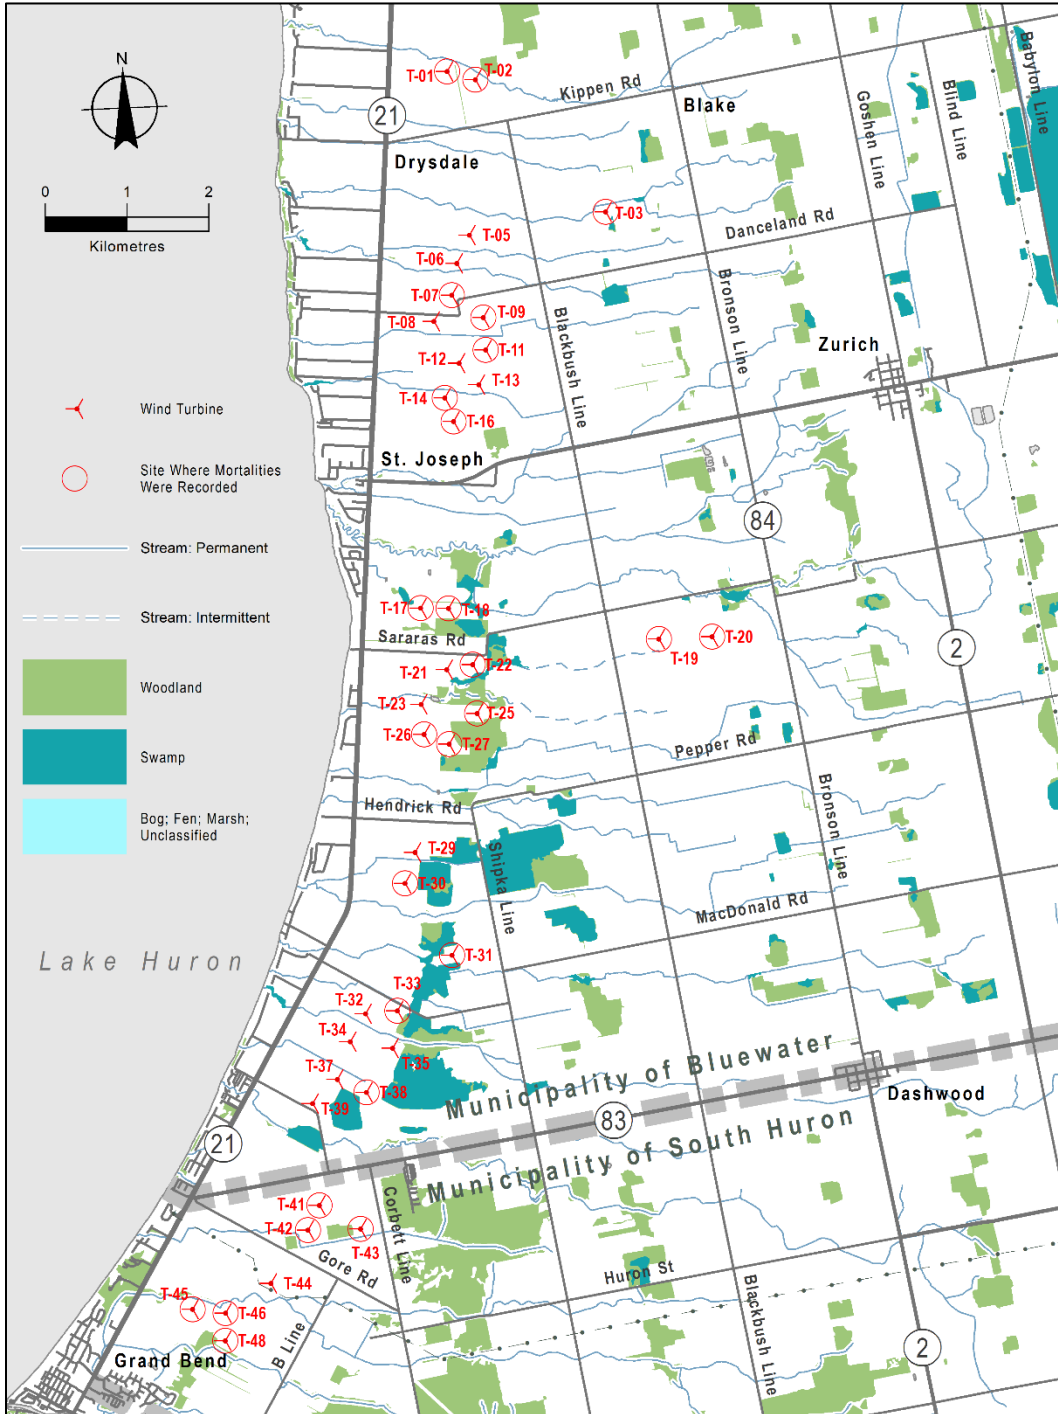 N
0
1
2
Kilometres
Wind Turbine
Site Where Mortalities
Were Recorded
Stream: Permanent
Stream: Intermittent
Woodland
Swamp
Bog; Fen; Marsh;
Unclassified
Lake Huron
T-01
T-02
Kippen Rd
Blake
Goshen Line
Blind Line
Babylon Line
21
Drysdale
T-03
Danceland Rd
T-05
T-06
T-07
T-08
T-09
T-11
T-12
T-13
T-14
T-16
Blackbush Line
Bronson Line
Zurich
St. Joseph
84
T-17
T-18
Sararas Rd
T-19
T-20
2
T-21
T-22
T-23
T-25
T-26
T-27
Pepper Rd
Hendrick Rd
Bronson Line
T-29
T-30
Shipka Line
MacDonald Rd
T-31
T-33
T-32
T-34
T-35
T-37
T-38
T-39
Municipality of Bluewater
83
Municipality of South Huron
Dashwood
21
T-41
T-42
T-43
Corbett Line
Gore Rd
Huron St
T-44
T-45
T-46
T-48
B Line
Blackbush Line
2
Grand Bend